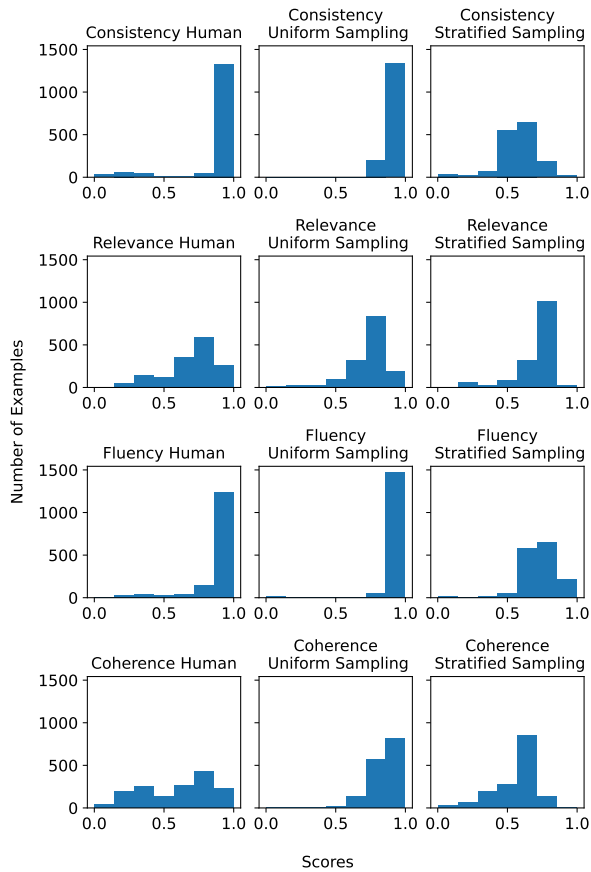 Consistency Human
Consistency
Uniform Sampling
Consistency
Stratified Sampling
1500
1000
500
0
0.0 0.5 1.0
0.0 0.5 1.0
0.0 0.5 1.0
Relevance Human
Relevance
Uniform Sampling
Relevance
Stratified Sampling
1500
1000
500
0
0.0 0.5 1.0
0.0 0.5 1.0
0.0 0.5 1.0
Number of Examples
Fluency Human
Fluency
Uniform Sampling
Fluency
Stratified Sampling
1500
1000
500
0
0.0 0.5 1.0
0.0 0.5 1.0
0.0 0.5 1.0
Coherence Human
Coherence
Uniform Sampling
Coherence
Stratified Sampling
1500
1000
500
0
0.0 0.5 1.0
0.0 0.5 1.0
0.0 0.5 1.0
Scores